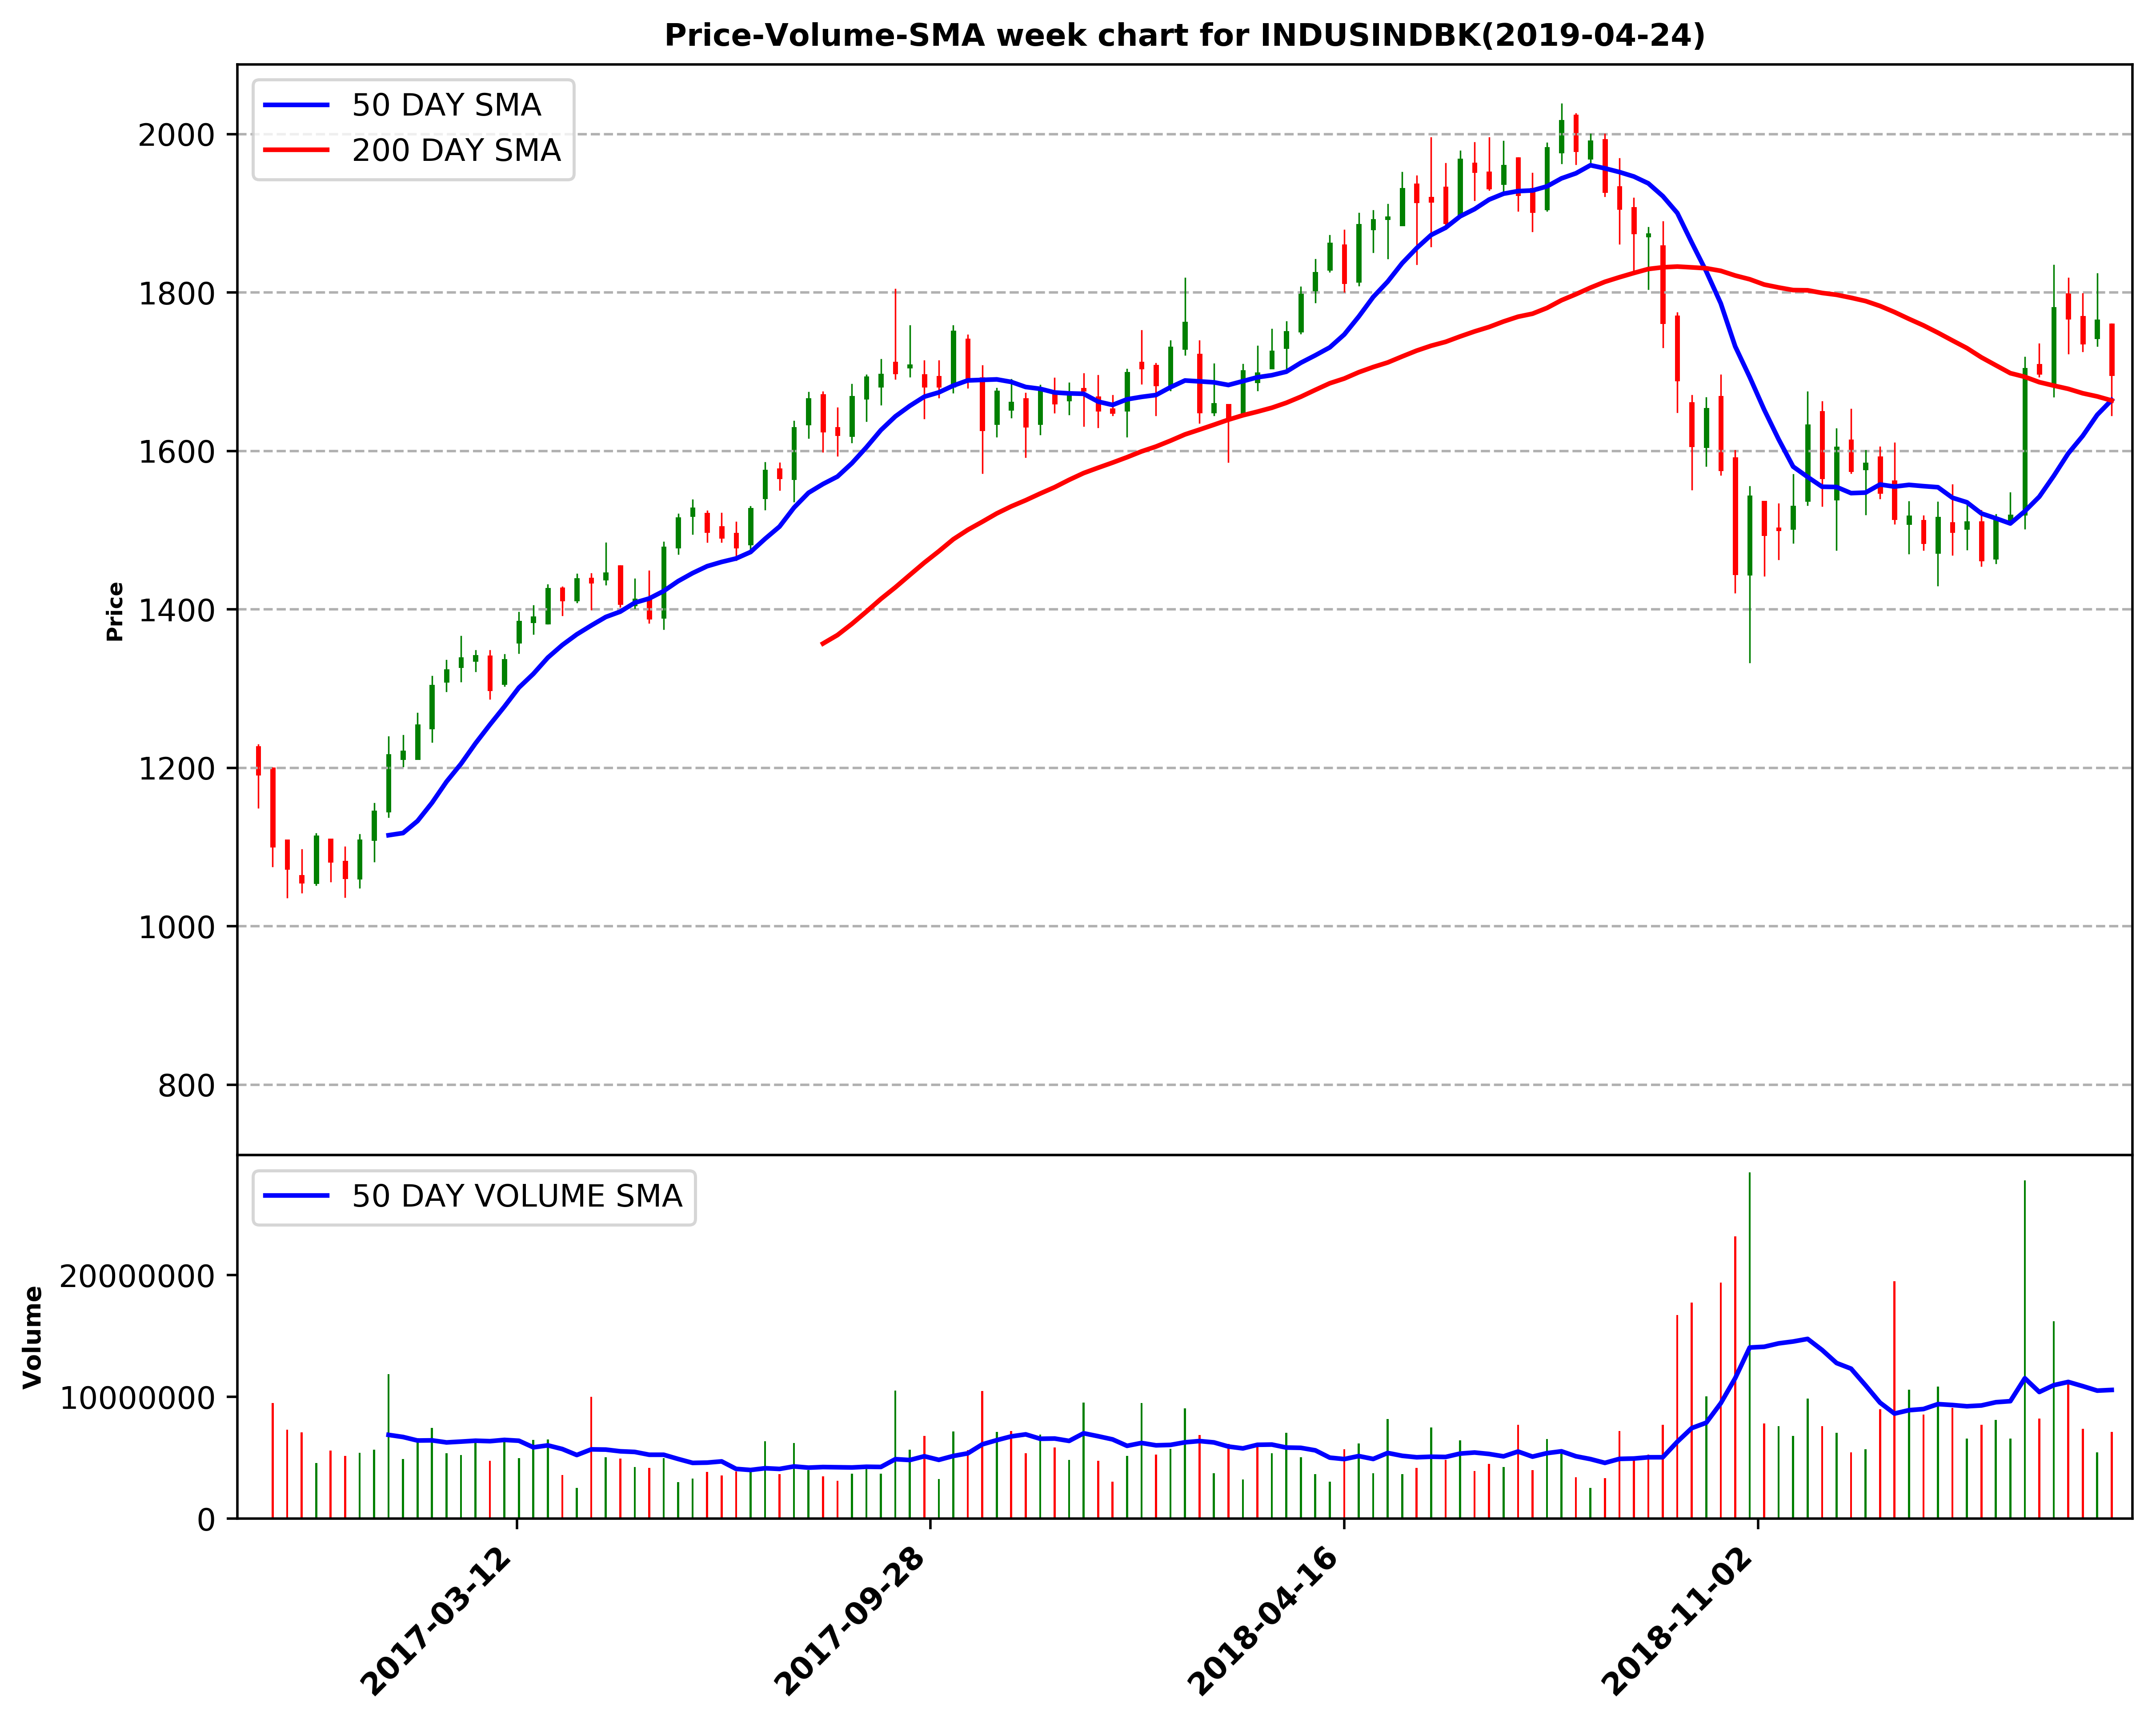 Price-Volume-SMA week chart for INDUSINDBK(2019-04-24)
50 DAY SMA
200 DAY SMA
2000
1800
1600
1400
1200
1000
800
Price
50 DAY VOLUME SMA
20000000
10000000
0
Volume
2017-03-12
2017-09-28
2018-04-16
2018-11-02